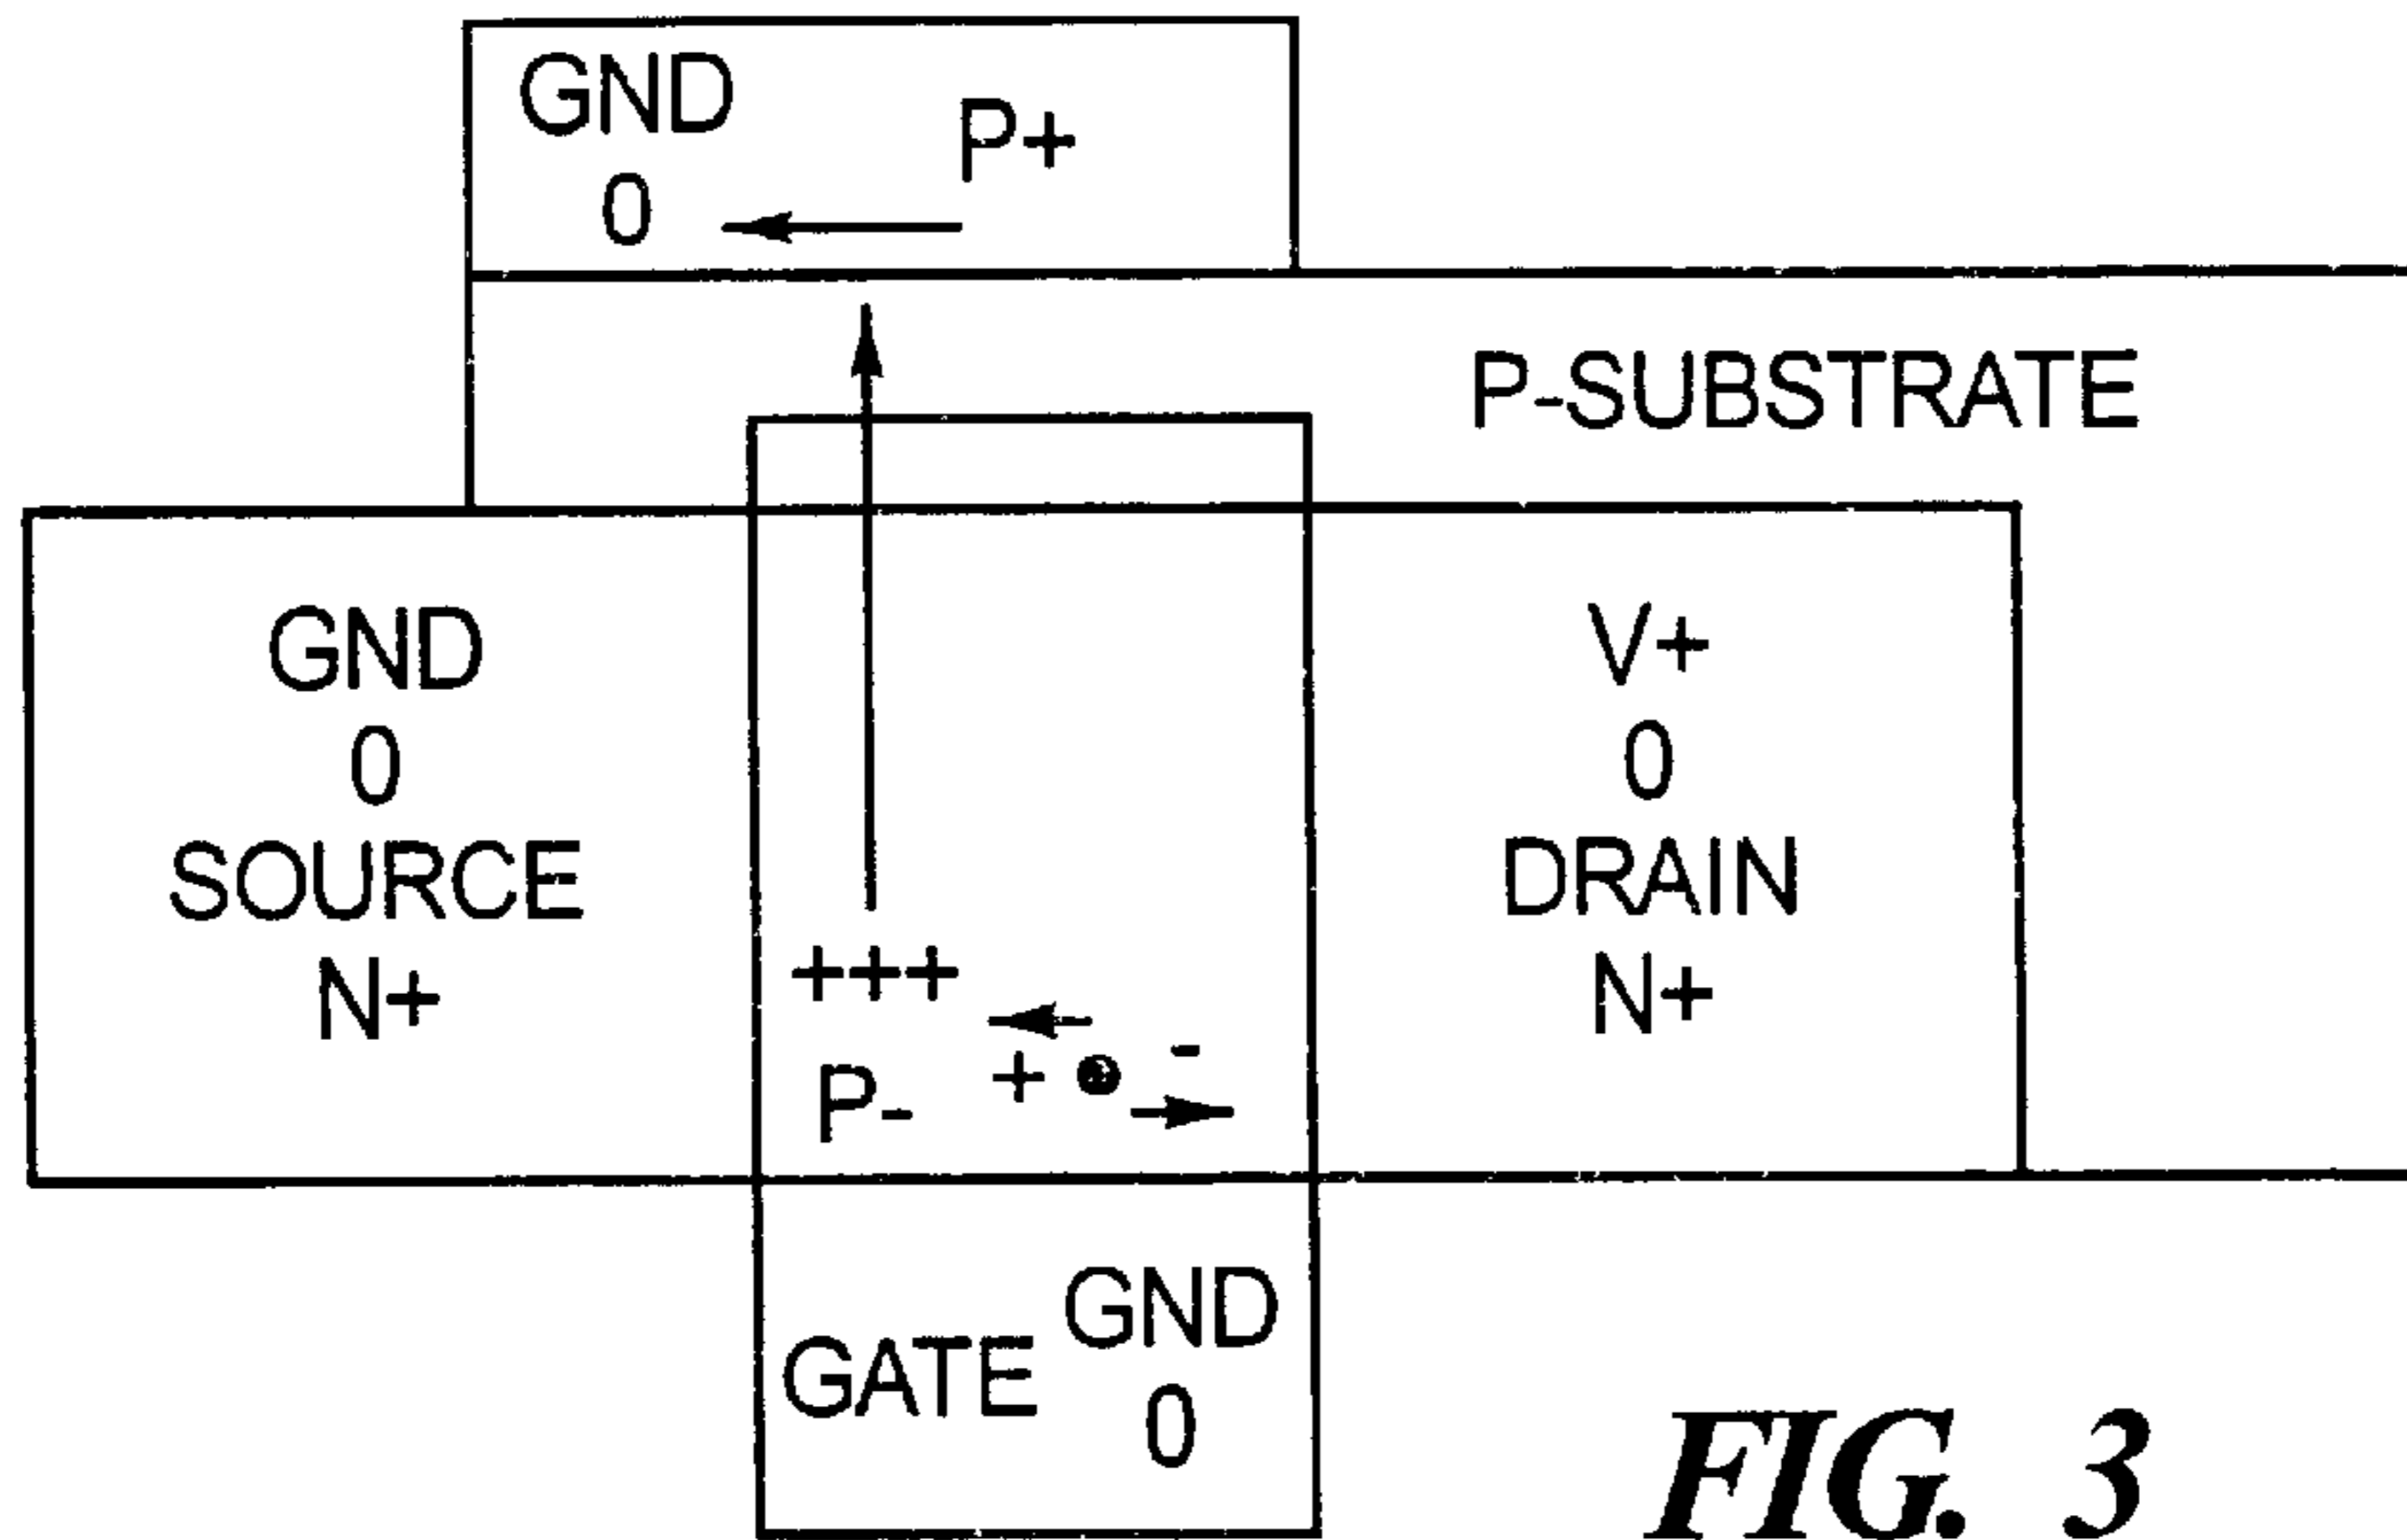 GND
0
P+
P-SUBSTRATE
GND
0
SOURCE
N+
V+
0
DRAIN
N+
+++
P-
+ -
GATE
GND
0
FIG. 3